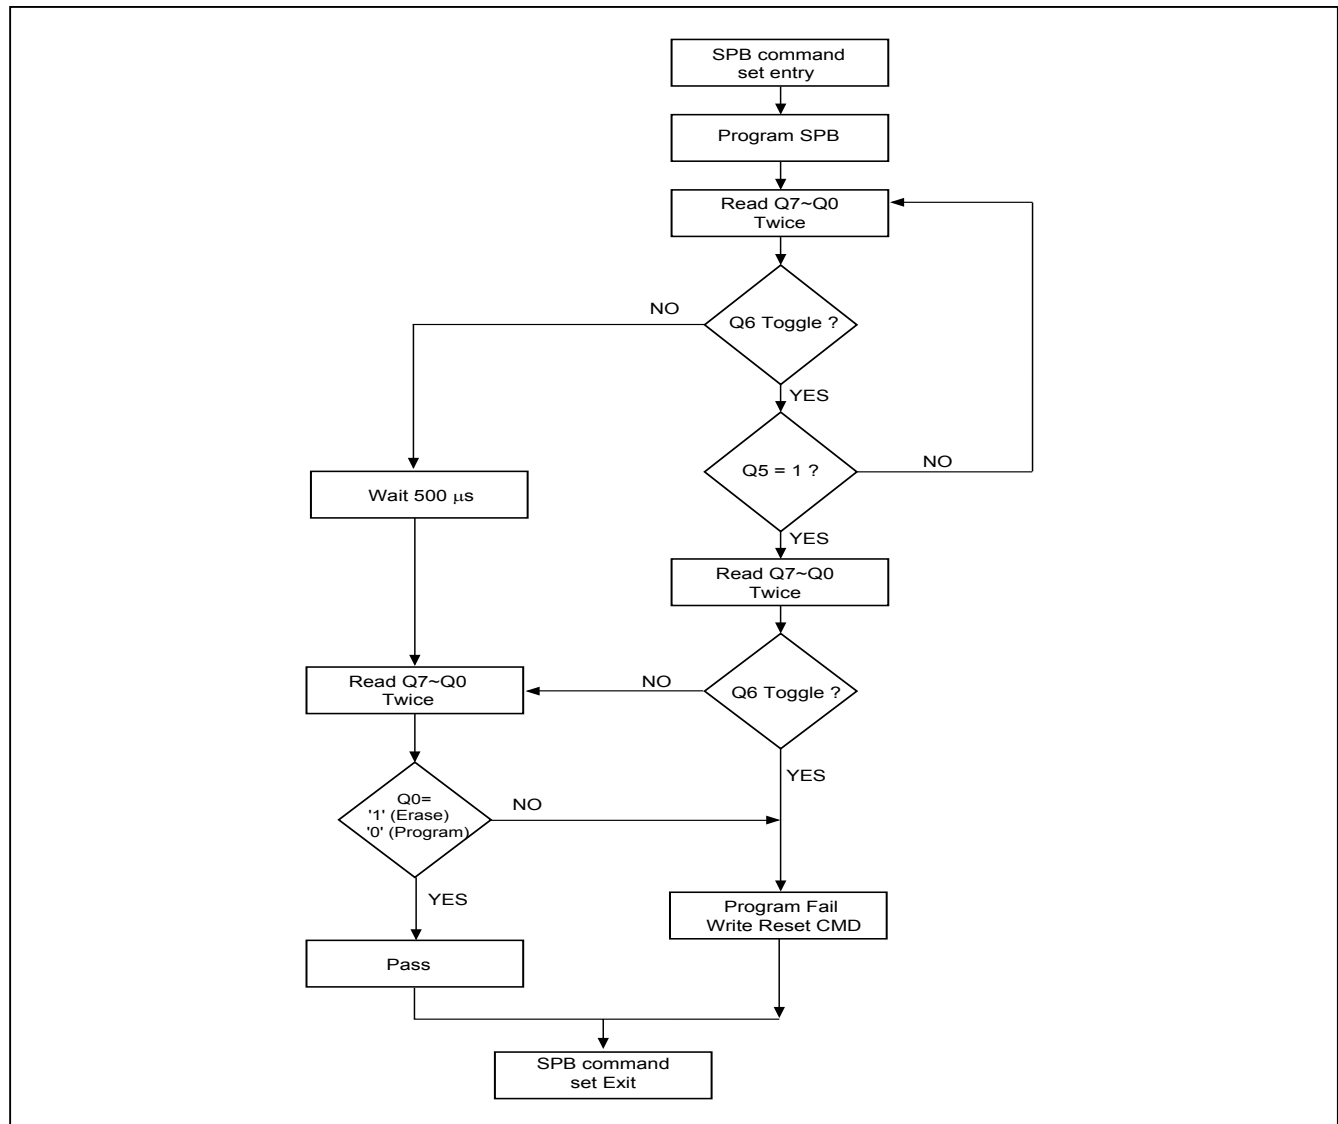 SPB command
set entry
Program SPB
Read Q7~Q0
Twice
NO
Q6 Toggle ?
YES
Q5 = 1 ?
NO
Wait 500 μs
YES
Read Q7~Q0
Twice
Read Q7~Q0
Twice
NO
Q6 Toggle ?
YES
Q0=
'1' (Erase)
'0' (Program)
NO
YES
Program Fail
Write Reset CMD
Pass
SPB command
set Exit